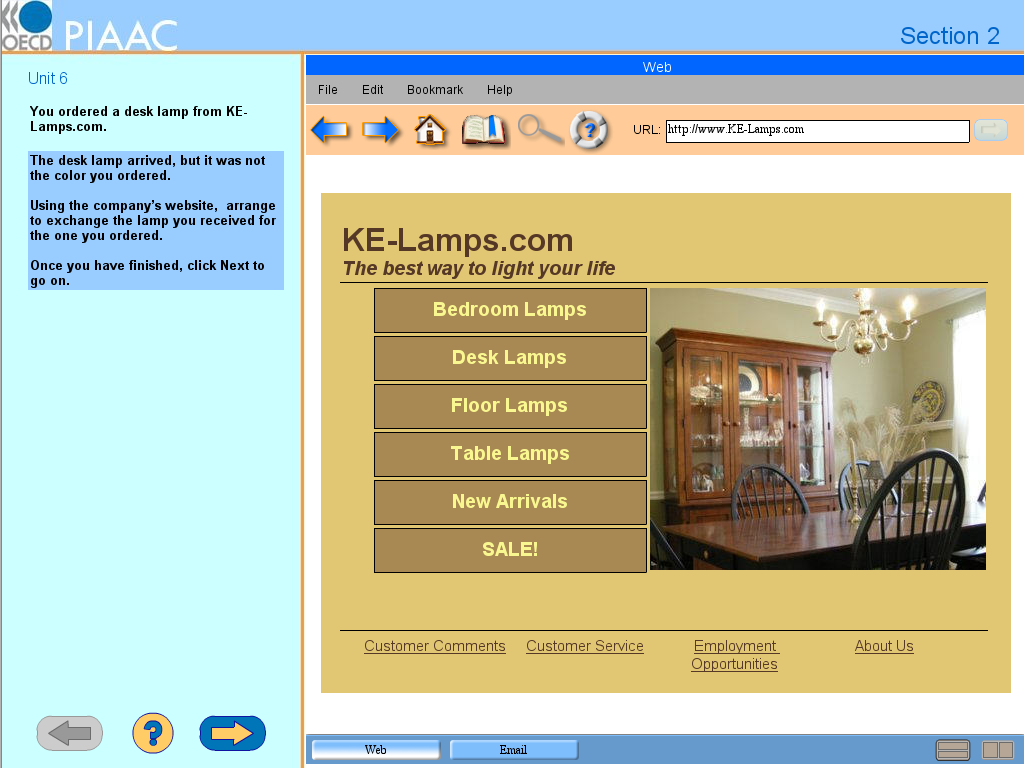 OECD
PIAAC
Section 2
Unit 6
You ordered a desk lamp from KE-
Lamps.com.
The desk lamp arrived, but it was not
the color you ordered.
Using the company's website, arrange
to exchange the lamp you received for
the one you ordered.
Once you have finished, click Next to
go on.
Web
File Edit Bookmark Help
URL: http://www.KE-Lamps.com
KE-Lamps.com
The best way to light your life
Bedroom Lamps
Desk Lamps
Floor Lamps
Table Lamps
New Arrivals
SALE!
Customer Comments Customer Service Employment About Us
Opportunities
Web Email